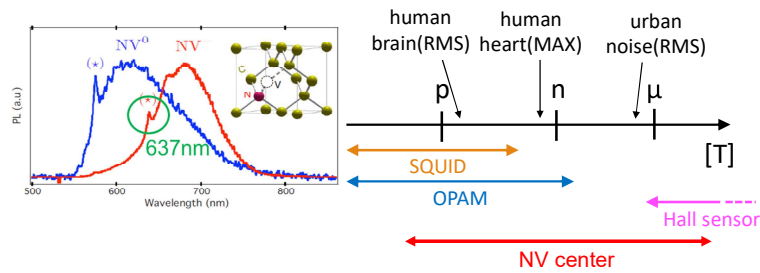 NV⁰
NV
(*)
(*)
637nm
C
N
V
PL (a.u)
500
600
700
800
Wavelength (nm)
human
brain(RMS)
human
heart(MAX)
urban
noise(RMS)
p
n
μ
[T]
SQUID
OPAM
Hall sensor
NV center